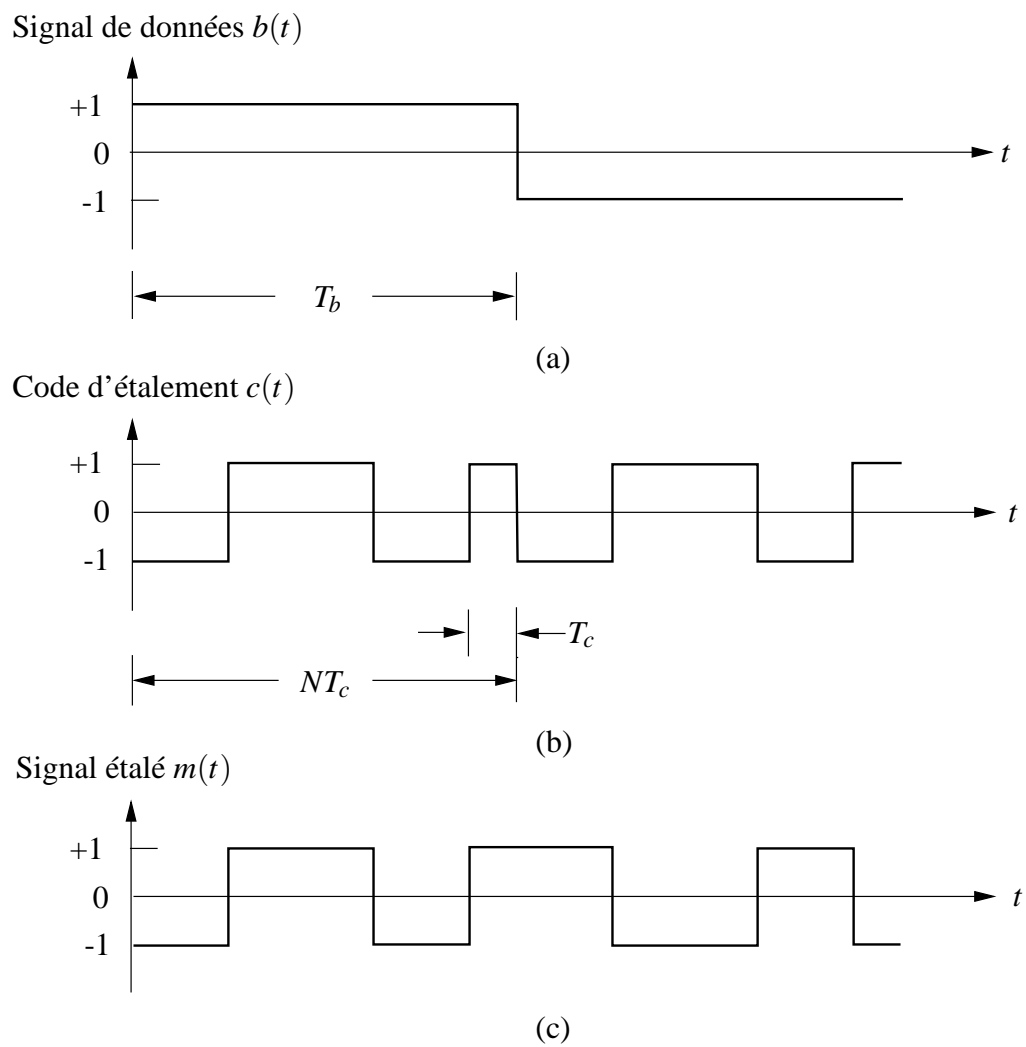 Signal de données b(t)
+1
0
t
-1
T_b
(a)
Code d'étalement c(t)
+1
0
t
-1
T_c
NT_c
(b)
Signal étalé m(t)
+1
0
t
-1
(c)